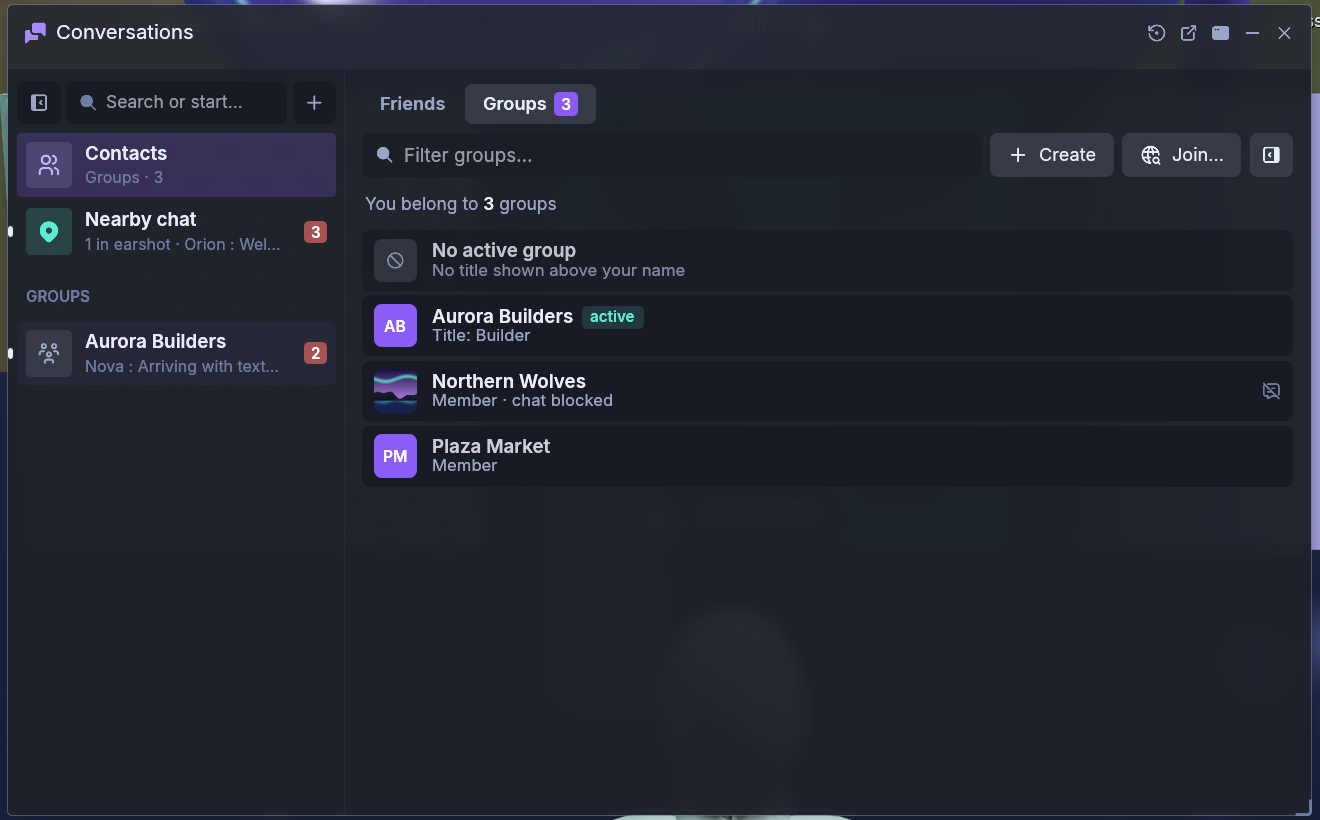 Conversations
Search or start...
Contacts
Groups · 3
Nearby chat
1 in earshot · Orion : Wel...
3
GROUPS
Aurora Builders
Nova : Arriving with text...
2
Friends
Groups 3
Filter groups...
Create
Join...
You belong to 3 groups
No active group
No title shown above your name
AB
Aurora Builders active
Title: Builder
Northern Wolves
Member · chat blocked
PM
Plaza Market
Member